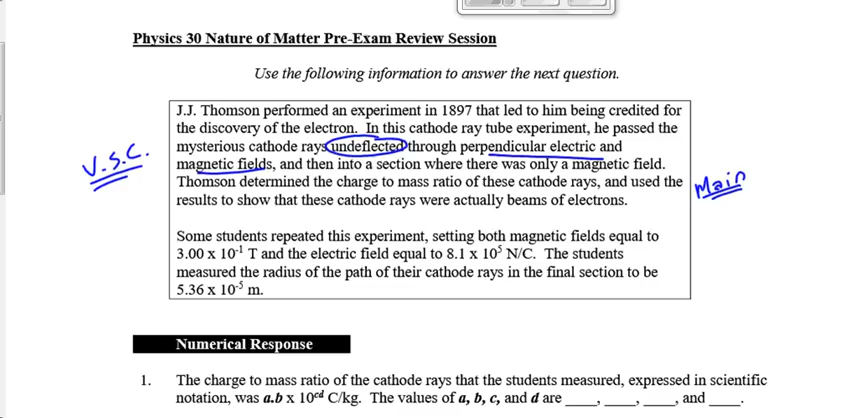 Physics 30 Nature of Matter Pre-Exam Review Session
Use the following information to answer the next question.
J.J. Thomson performed an experiment in 1897 that led to him being credited for
the discovery of the electron. In this cathode ray tube experiment, he passed the
mysterious cathode rays undeflected through perpendicular electric and
V.S.C.
magnetic fields, and then into a section where there was only a magnetic field.
Thomson determined the charge to mass ratio of these cathode rays, and used the
Main
results to show that these cathode rays were actually beams of electrons.
Some students repeated this experiment, setting both magnetic fields equal to
3.00 x 10⁻¹ T and the electric field equal to 8.1 x 10⁵ N/C. The students
measured the radius of the path of their cathode rays in the final section to be
5.36 x 10⁻⁵ m.
Numerical Response
1. The charge to mass ratio of the cathode rays that the students measured, expressed in scientific
notation, was a.b x 10ᶜᵈ C/kg. The values of a, b, c, and d are ____, ____, ____, and ____.